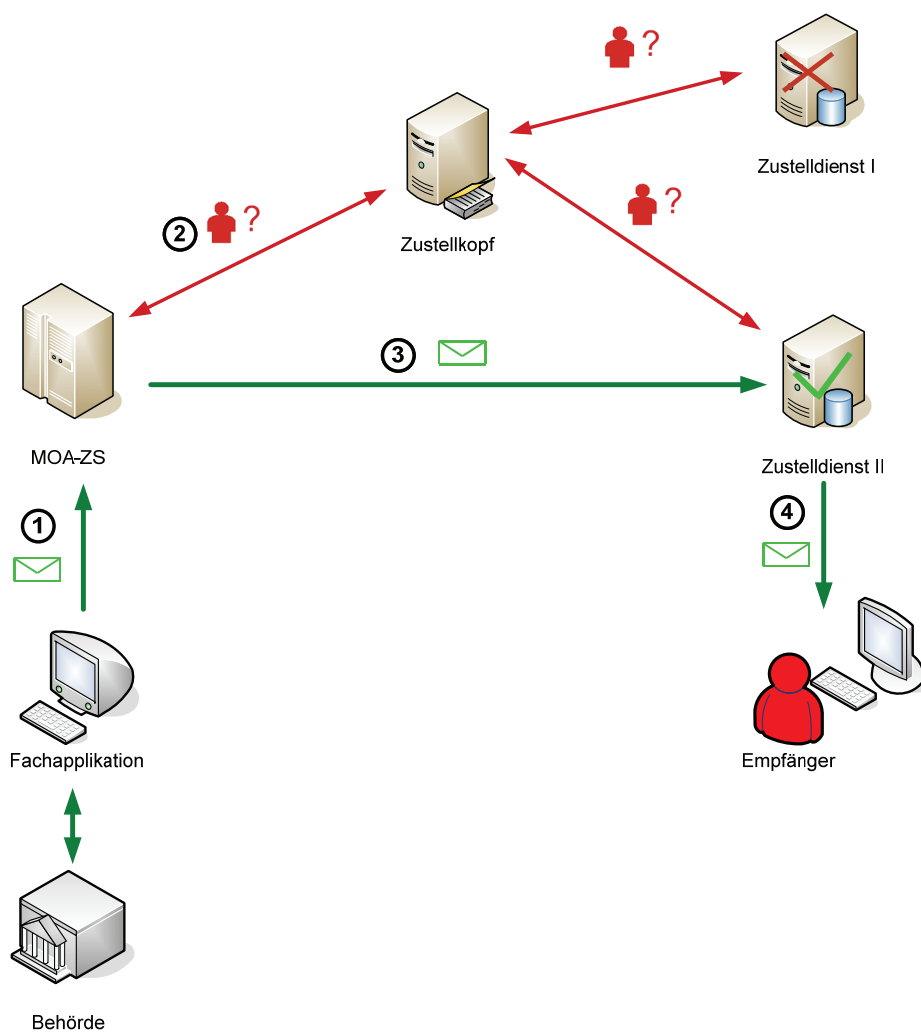 ?
Zustelldienst I
?
2
?
Zustellkopf
3
MOA-ZS
Zustelldienst II
1
4
Fachapplikation
Empfänger
Behörde